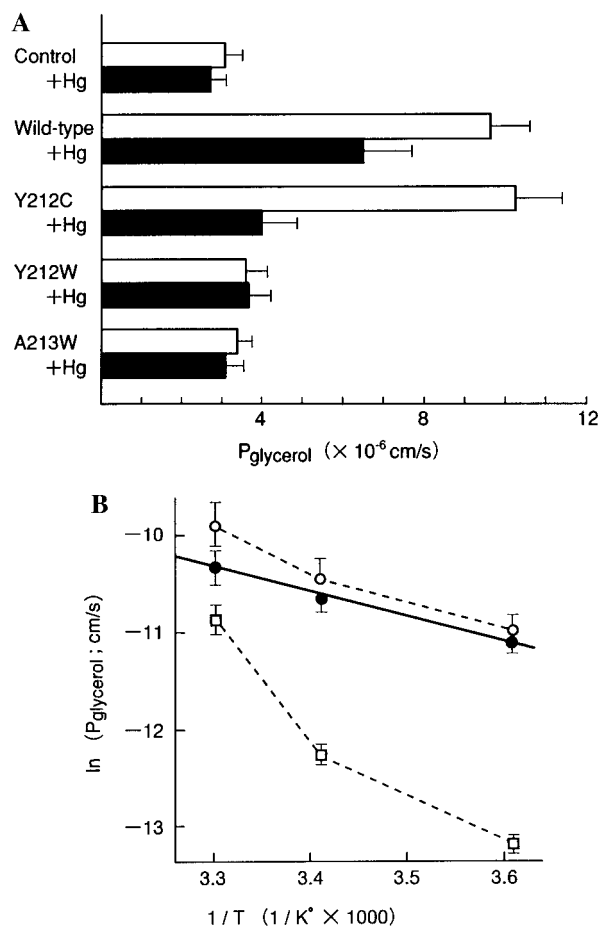 A
Control
+Hg
Wild-type
+Hg
Y212C
+Hg
Y212W
+Hg
A213W
+Hg
4 8 12
Pglycerol (× 10-6 cm/s)
B
−10
−11
−12
−13
ln (Pglycerol ; cm/s)
3.3 3.4 3.5 3.6
1 / T (1 / K° × 1000)